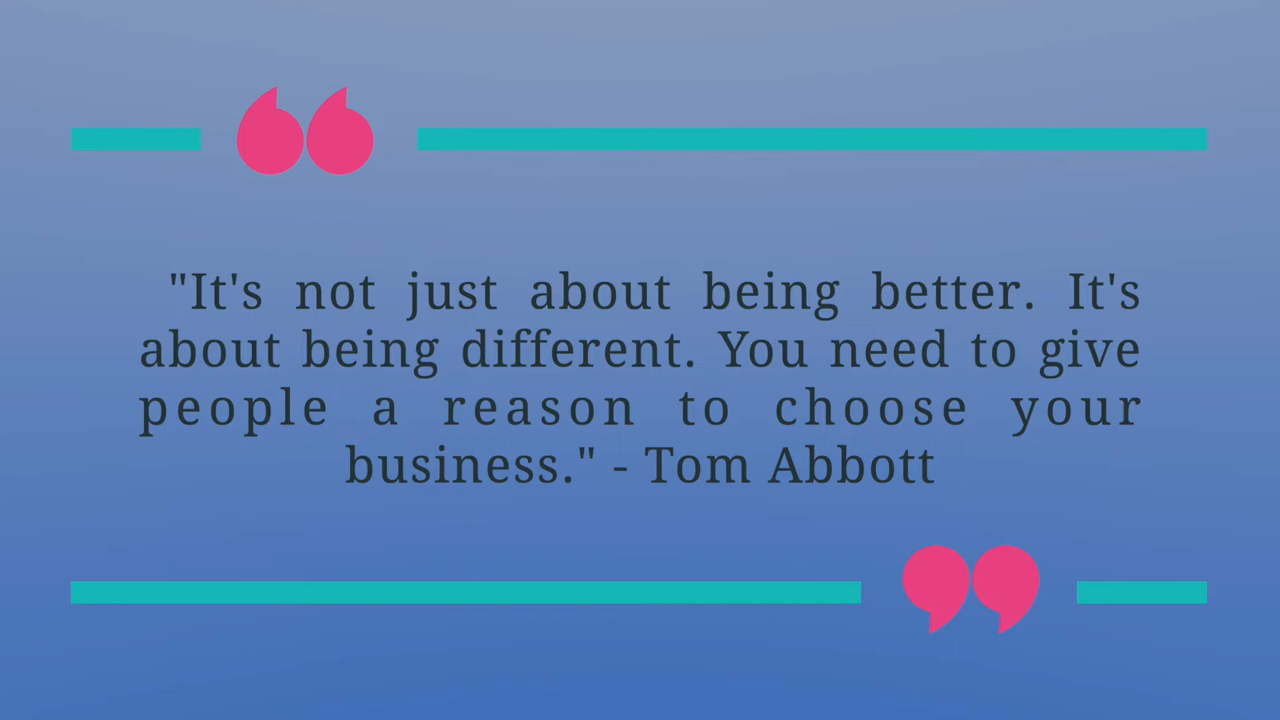 "It's not just about being better. It's
about being different. You need to give
people a reason to choose your
business." - Tom Abbott